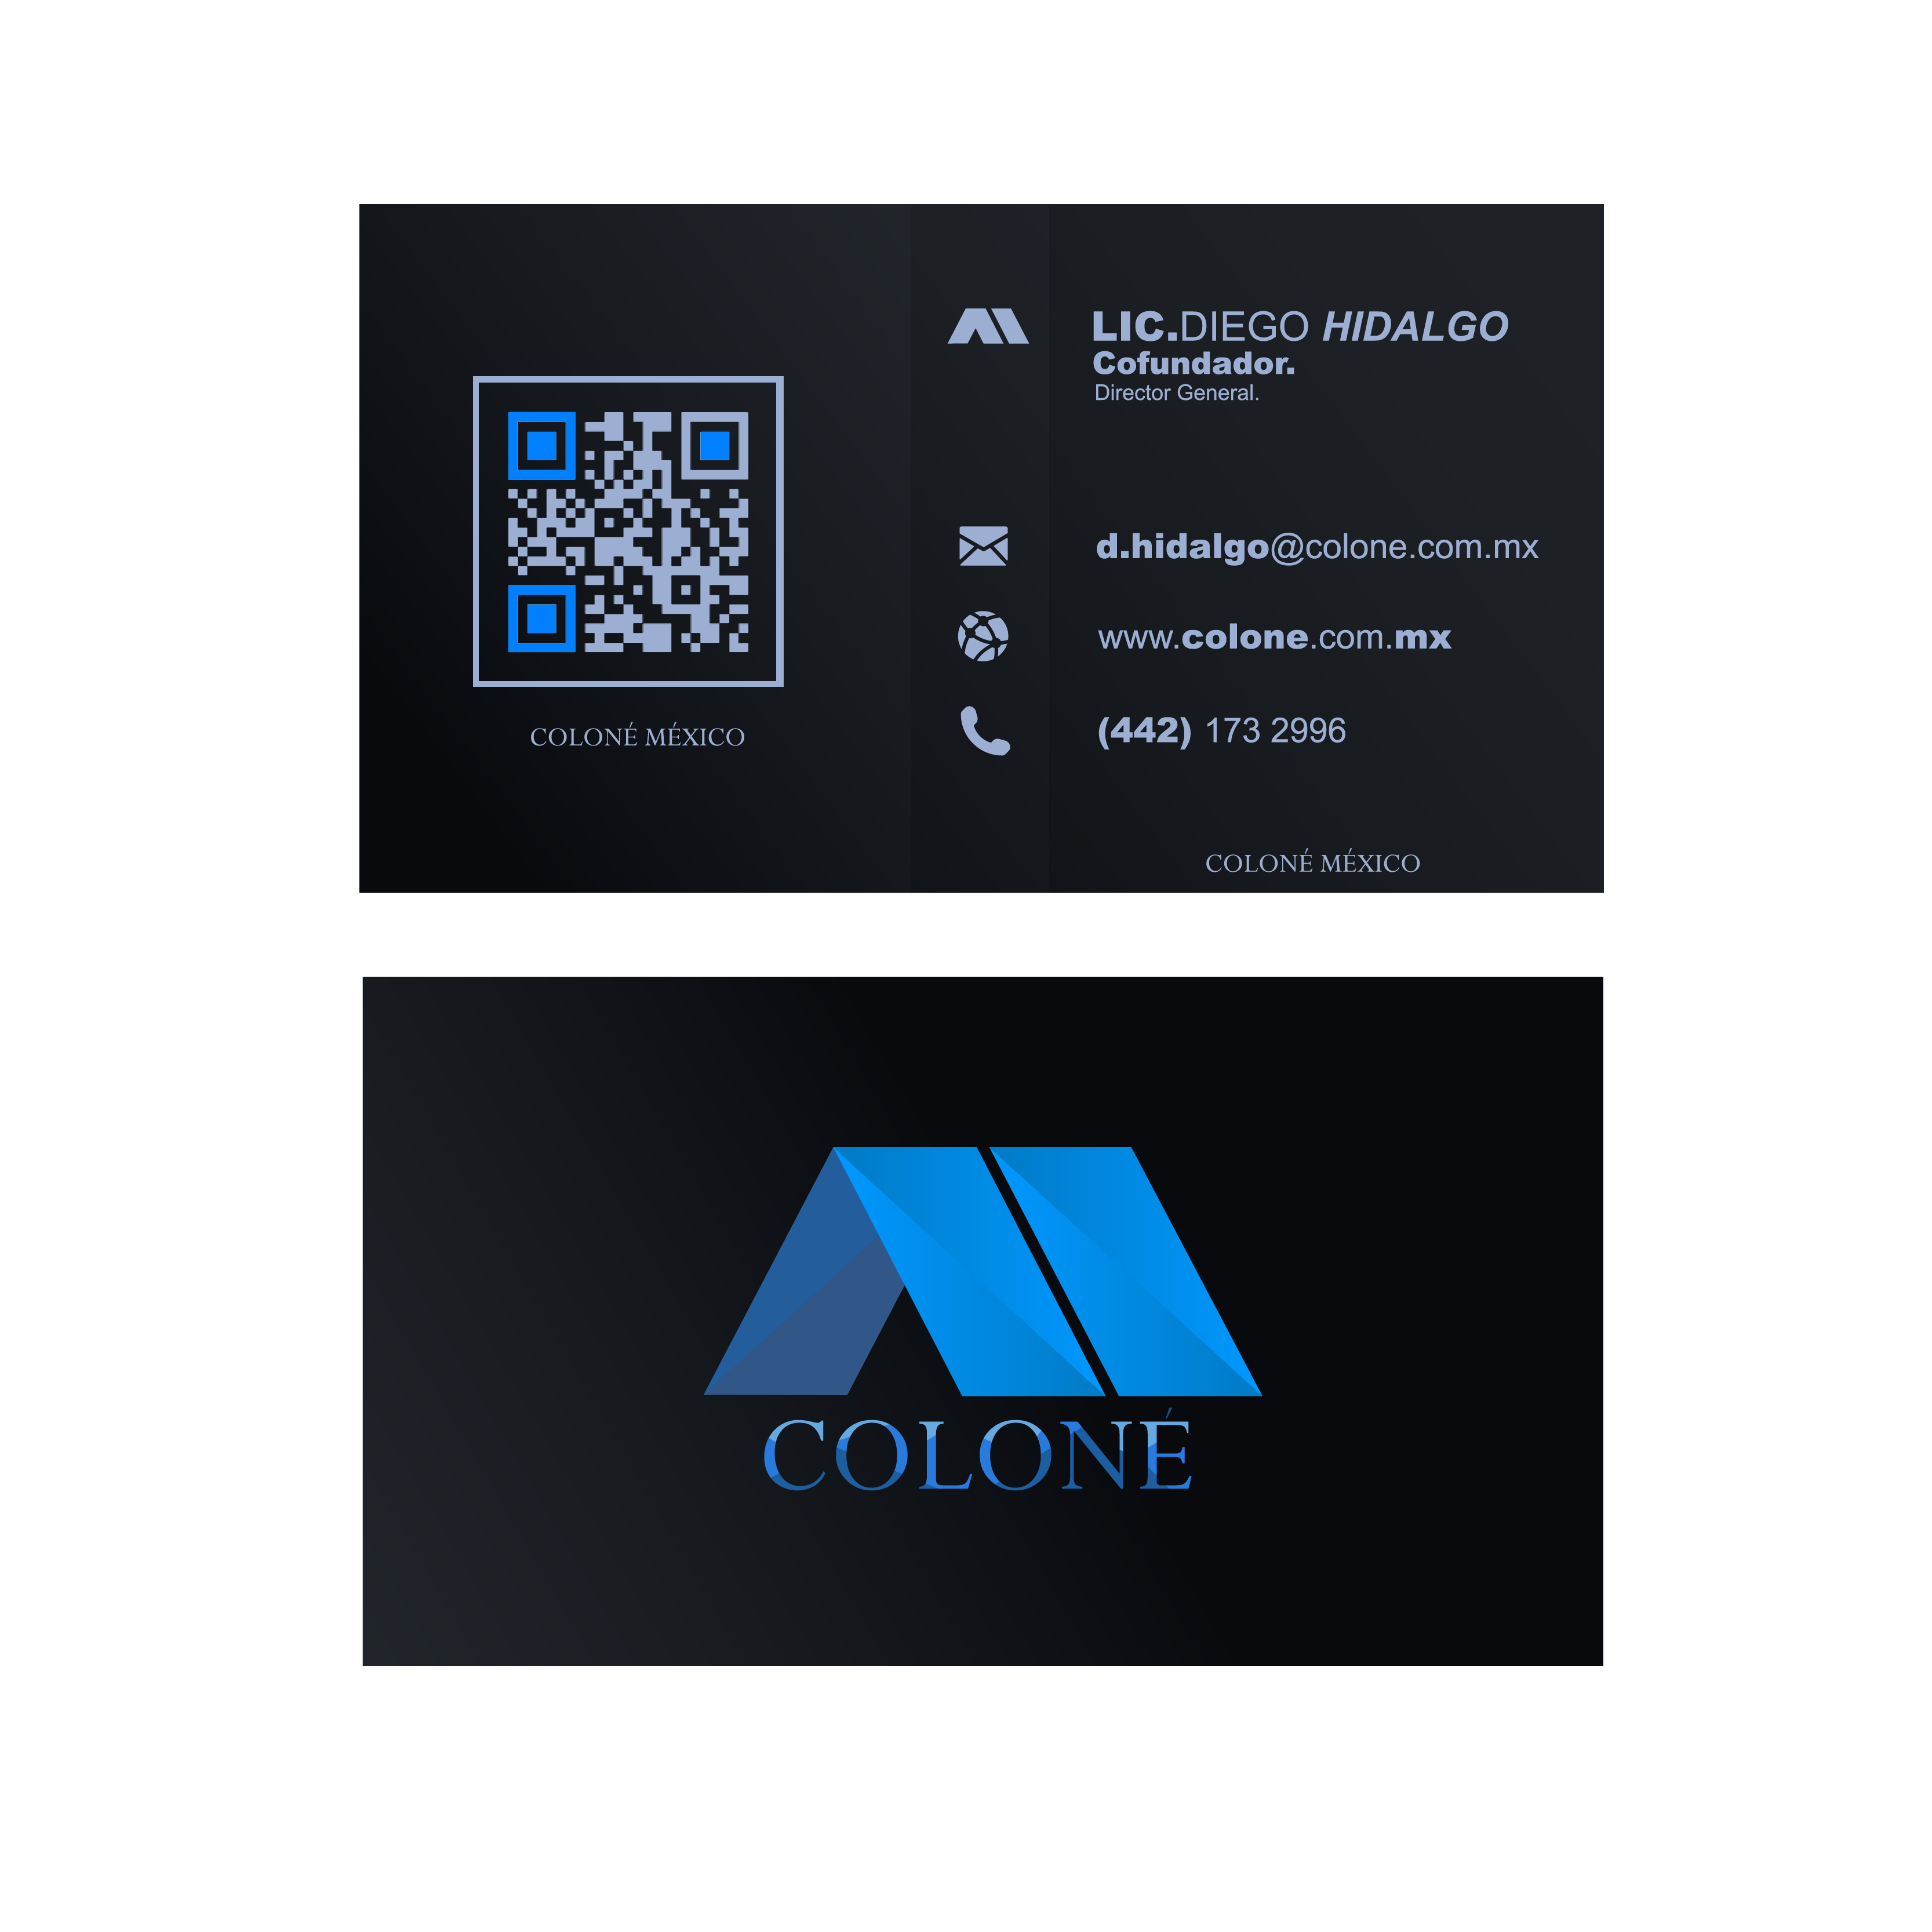 LIC.DIEGO HIDALGO
Cofundador.
Director General.
d.hidalgo@colone.com.mx
www.colone.com.mx
(442) 173 2996
COLONÉ MÉXICO
COLONÉ MÉXICO
COLONÉ